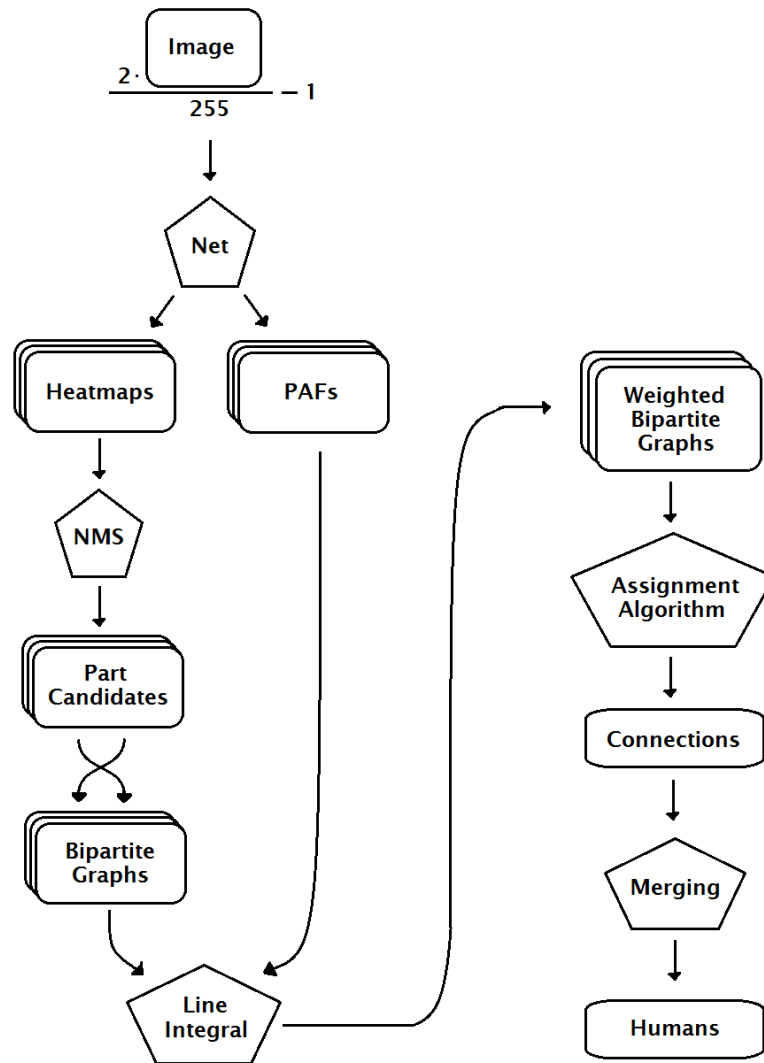 Image
2·
255
− 1
Net
Heatmaps
PAFs
NMS
Part
Candidates
Bipartite
Graphs
Line
Integral
Weighted
Bipartite
Graphs
Assignment
Algorithm
Connections
Merging
Humans